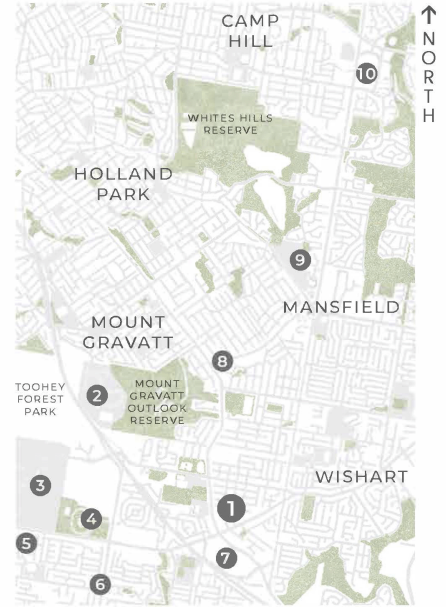 CAMP
HILL
NORTH
10
WHITES HILLS
RESERVE
HOLLAND
PARK
9
MANSFIELD
MOUNT
GRAVATT
8
TOOHEY
FOREST
PARK
2
MOUNT
GRAVATT
OUTLOOK
RESERVE
WISHART
3
1
4
5
7
6